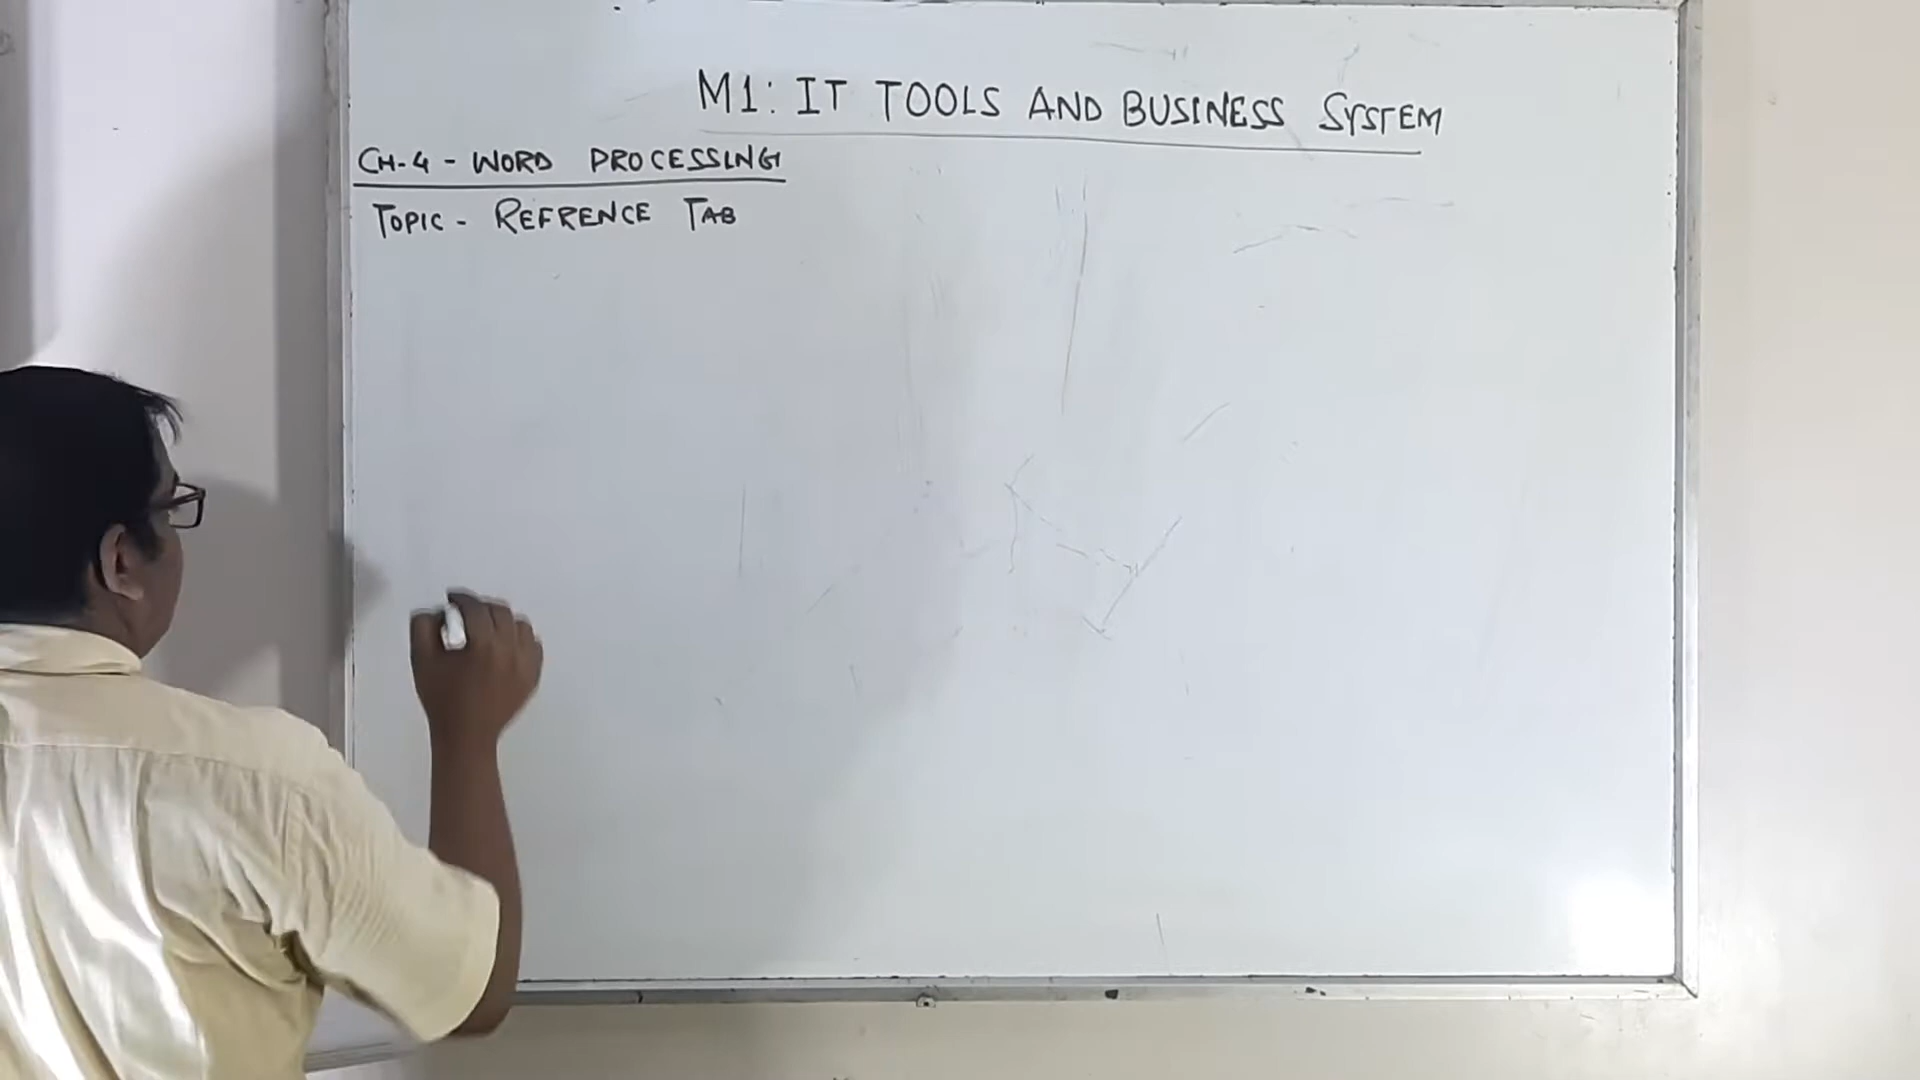 M1: IT TOOLS AND BUSINESS SYSTEM
CH-4 - WORD PROCESSING
TOPIC - REFRENCE TAB